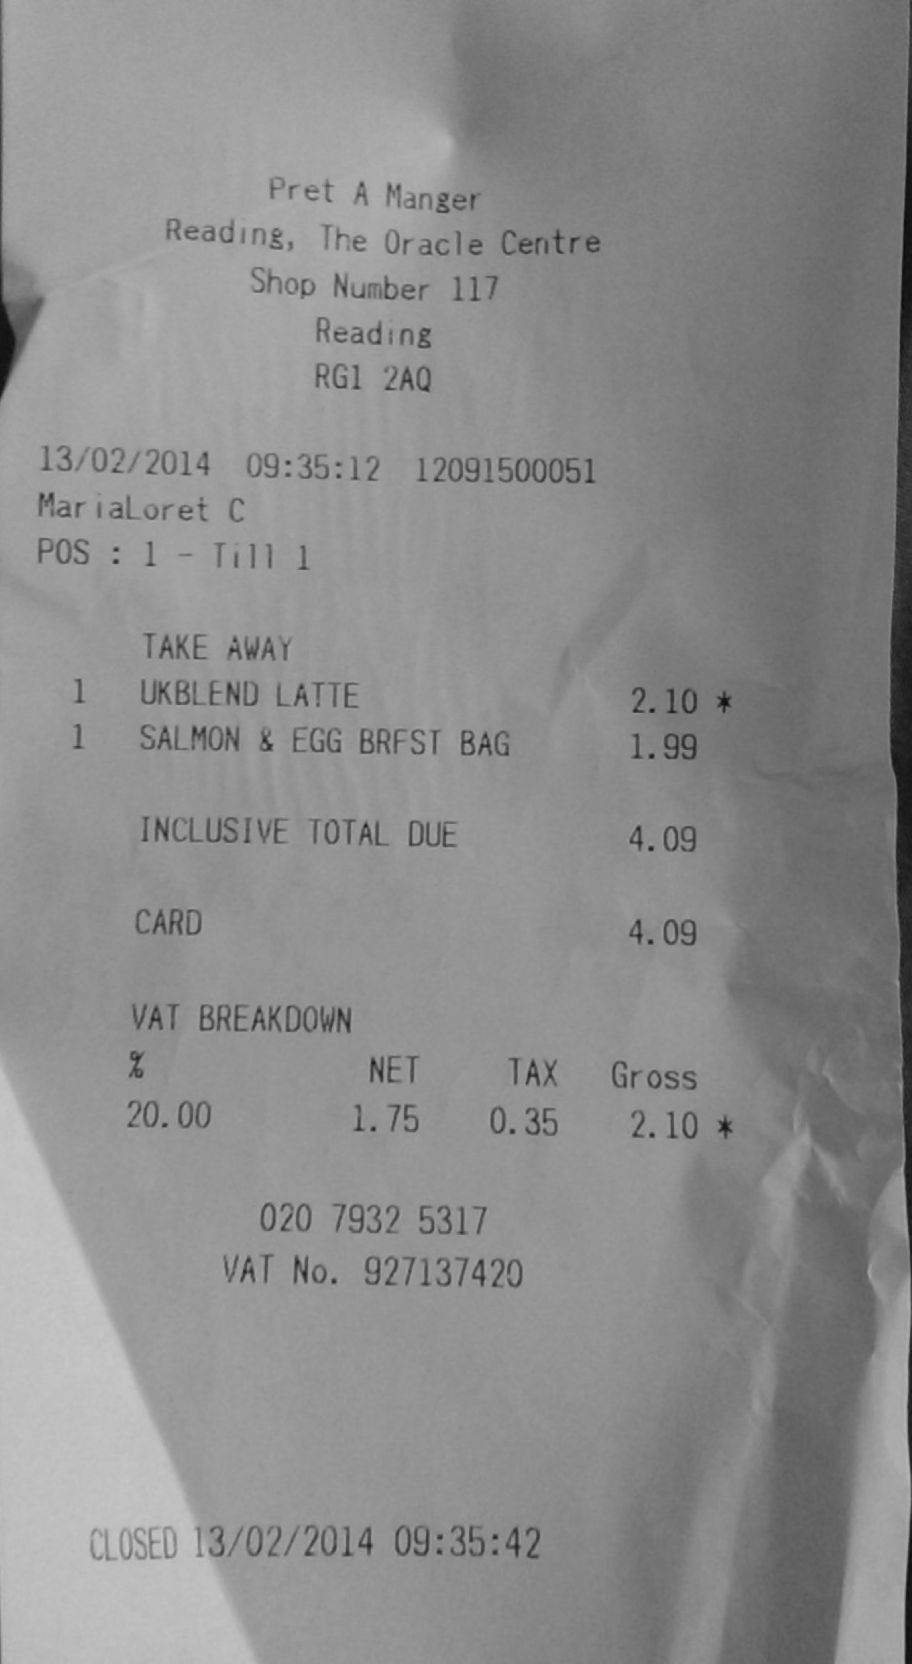 Pret A Manger
Reading, The Oracle Centre
Shop Number 117
Reading
RG1 2AQ
13/02/2014 09:35:12 12091500051
MariaLoret C
POS : 1 - Till 1
TAKE AWAY
1 UKBLEND LATTE 2.10 *
1 SALMON & EGG BRFST BAG 1.99
INCLUSIVE TOTAL DUE 4.09
CARD 4.09
VAT BREAKDOWN
% NET TAX Gross
20.00 1.75 0.35 2.10 *
020 7932 5317
VAT No. 927137420
CLOSED 13/02/2014 09:35:42